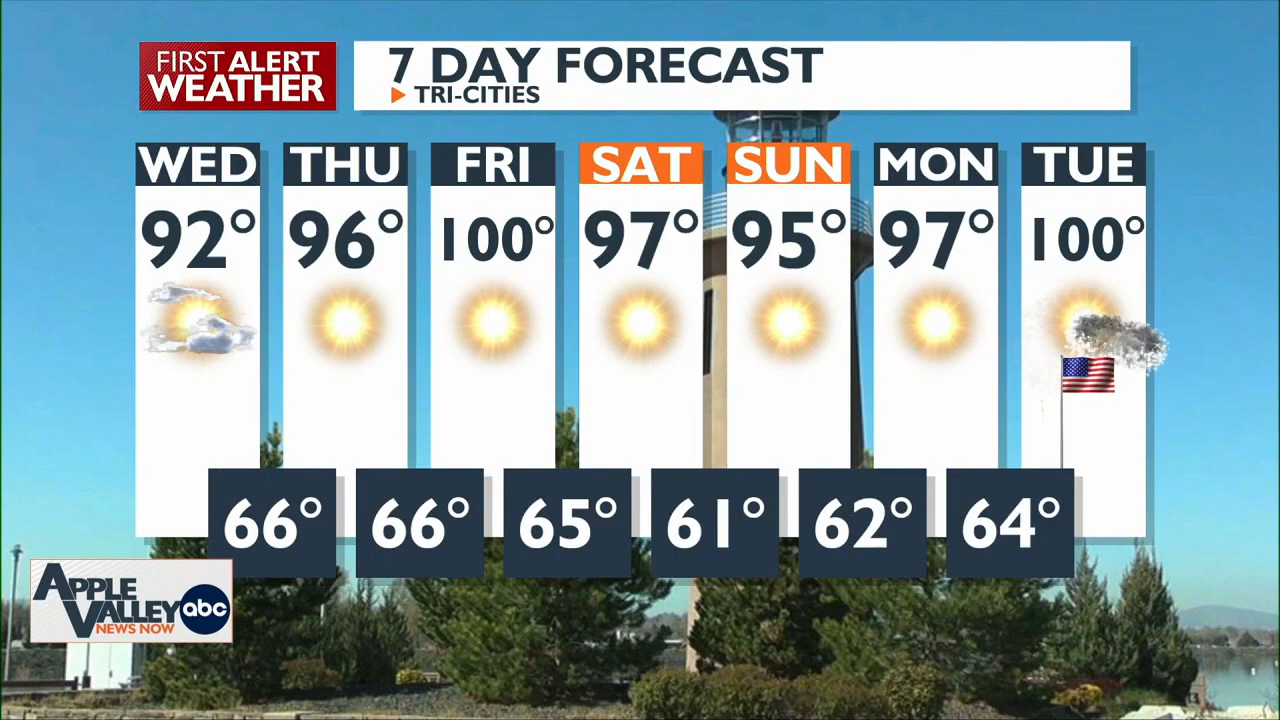 FIRST ALERT
WEATHER
7 DAY FORECAST
TRI-CITIES
WED THU FRI SAT SUN MON TUE
92° 96° 100° 97° 95° 97° 100°
66° 66° 65° 61° 62° 64°
APPLE
VALLEY
NEWS NOW
abc